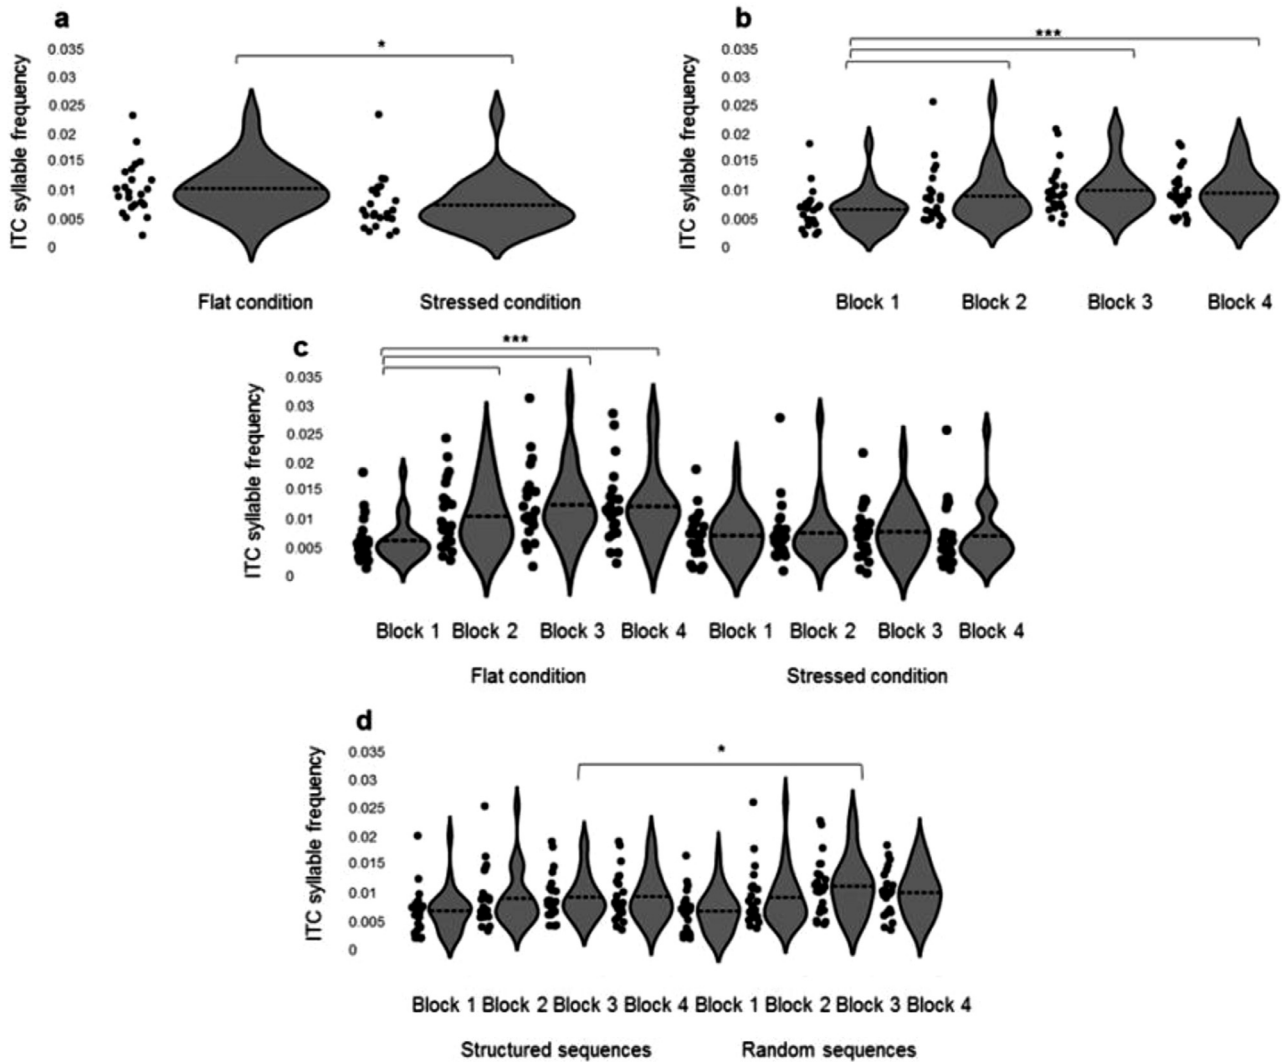 a
ITC syllable frequency
0.035
0.03
0.025
0.02
0.015
0.01
0.005
0
*
Flat condition Stressed condition
b
ITC syllable frequency
0.035
0.03
0.025
0.02
0.015
0.01
0.005
0
***
Block 1 Block 2 Block 3 Block 4
c
ITC syllable frequency
0.035
0.03
0.025
0.02
0.015
0.01
0.005
0
***
Block 1 Block 2 Block 3 Block 4 Block 1 Block 2 Block 3 Block 4
Flat condition Stressed condition
d
ITC syllable frequency
0.035
0.03
0.025
0.02
0.015
0.01
0.005
0
*
Block 1 Block 2 Block 3 Block 4 Block 1 Block 2 Block 3 Block 4
Structured sequences Random sequences